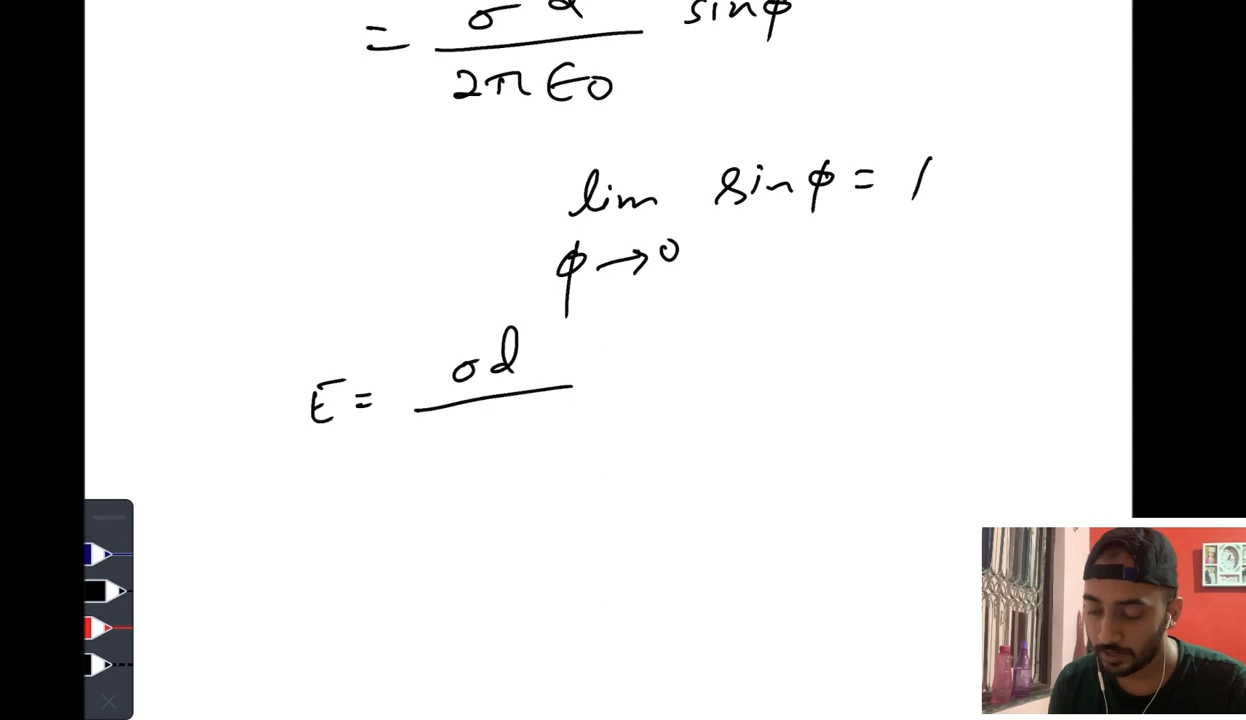 = σ d / 2π ϵ0 sinϕ
lim sinϕ = 1
ϕ → 0
E = σd